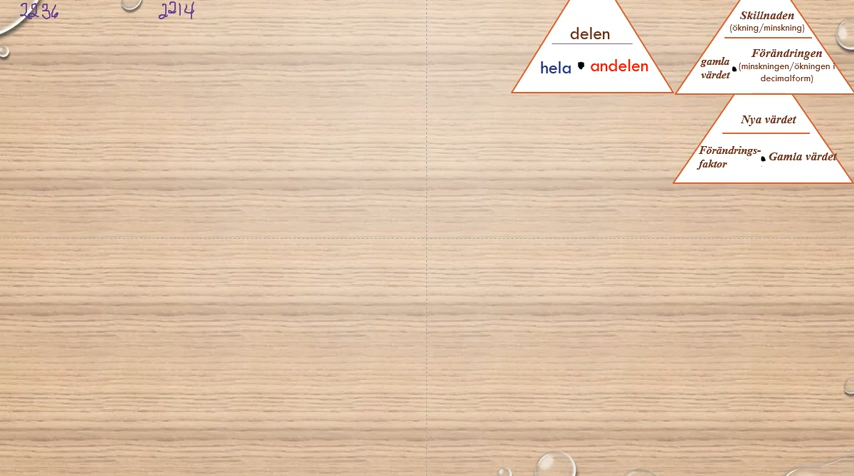 2236
2214
delen
hela • andelen
Skillnaden
(ökning/minskning)
gamla värdet • Förändringen
(minskningen/ökningen i decimalform)
Nya värdet
Förändrings-
faktor • Gamla värdet